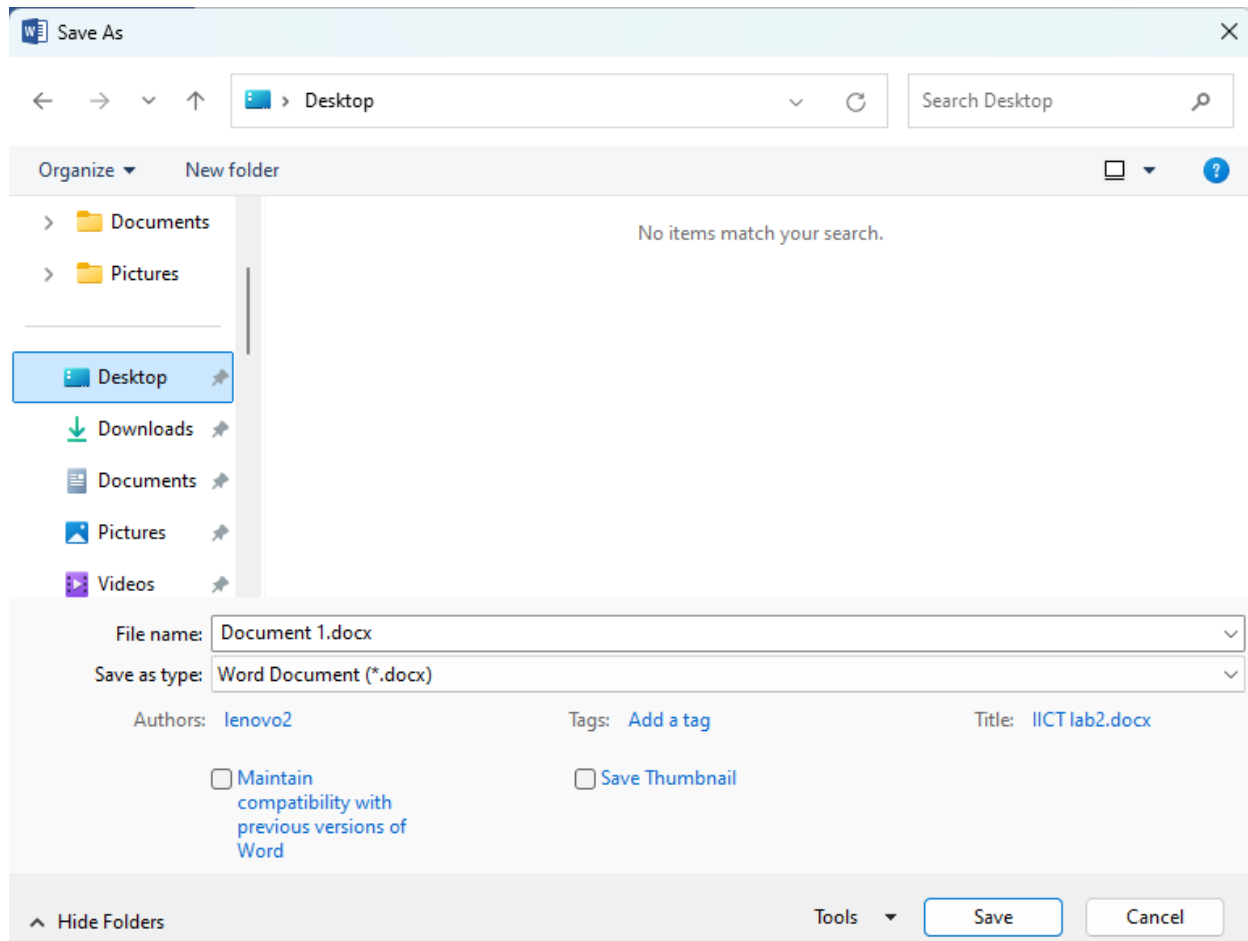 Save As
Desktop
Search Desktop
Organize
New folder
Documents
Pictures
No items match your search.
Desktop
Downloads
Documents
Pictures
Videos
File name: Document 1.docx
Save as type: Word Document (*.docx)
Authors: lenovo2
Tags: Add a tag
Title: IICT lab2.docx
Maintain
compatibility with
previous versions of
Word
Save Thumbnail
Hide Folders
Tools
Save
Cancel